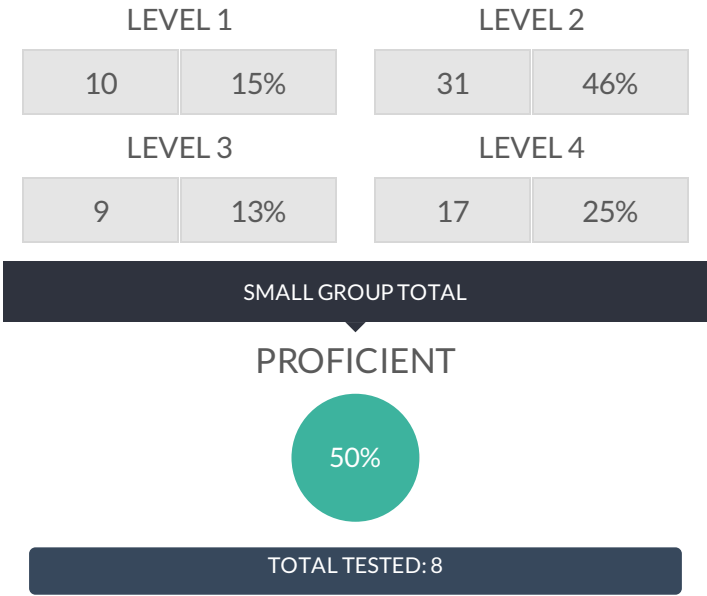 LEVEL 1 LEVEL 2
10 15% 31 46%
LEVEL 3 LEVEL 4
9 13% 17 25%
SMALL GROUP TOTAL
PROFICIENT
50%
TOTAL TESTED: 8